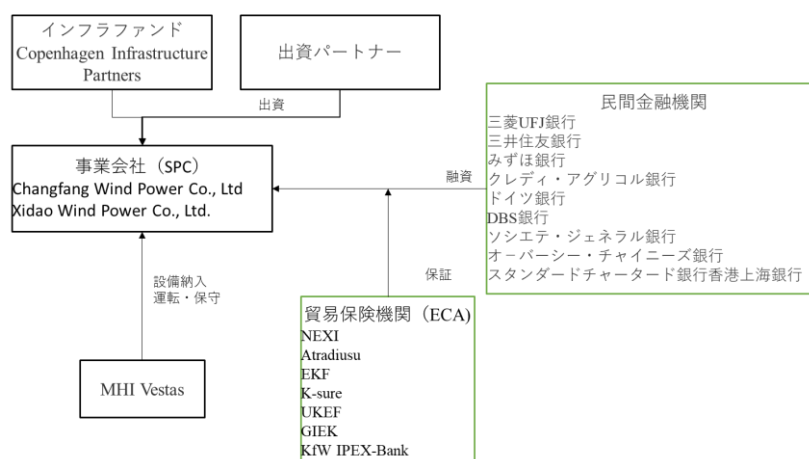 インフラファンド
Copenhagen Infrastructure
Partners
出資パートナー
出資
民間金融機関
三菱UFJ銀行
三井住友銀行
みずほ銀行
クレディ・アグリコル銀行
ドイツ銀行
DBS銀行
ソシエテ・ジェネラル銀行
オ－バーシー・チャイニーズ銀行
スタンダードチャータード銀行香港上海銀行
事業会社（SPC）
Changfang Wind Power Co., Ltd
Xidao Wind Power Co., Ltd.
融資
設備納入
運転・保守
保証
貿易保険機関（ECA)
NEXI
Atradiusu
EKF
K-sure
UKEF
GIEK
KfW IPEX-Bank
MHI Vestas